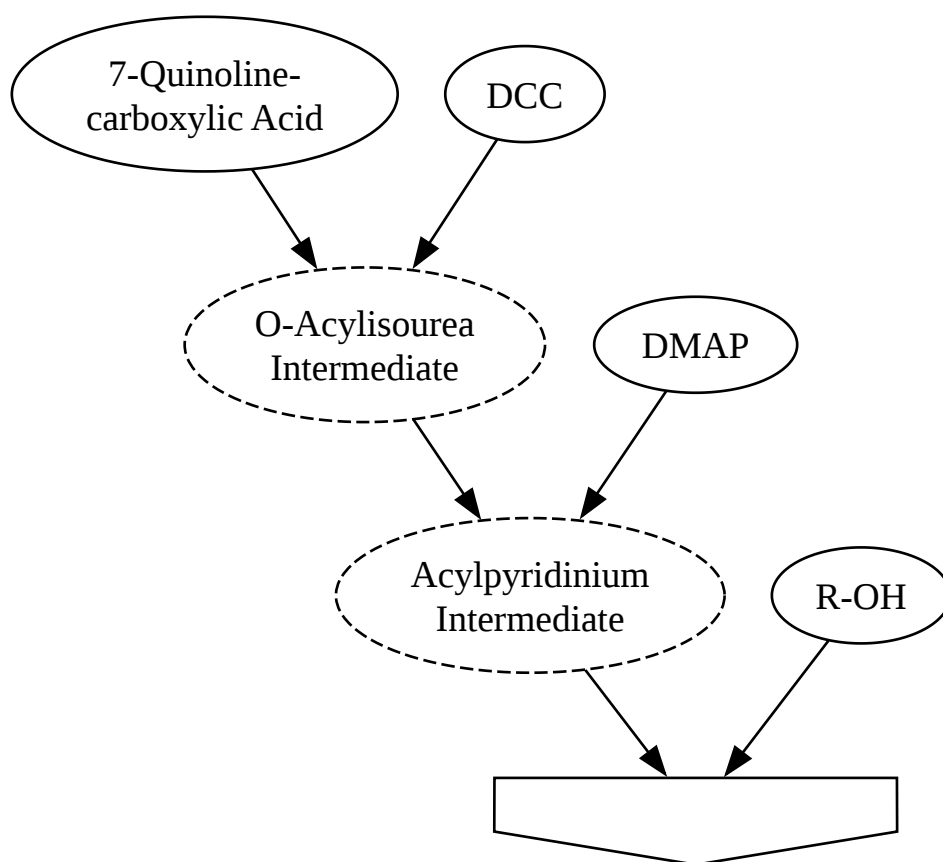 7-Quinoline-
carboxylic Acid
DCC
O-Acylisourea
Intermediate
DMAP
Acylpyridinium
Intermediate
R-OH